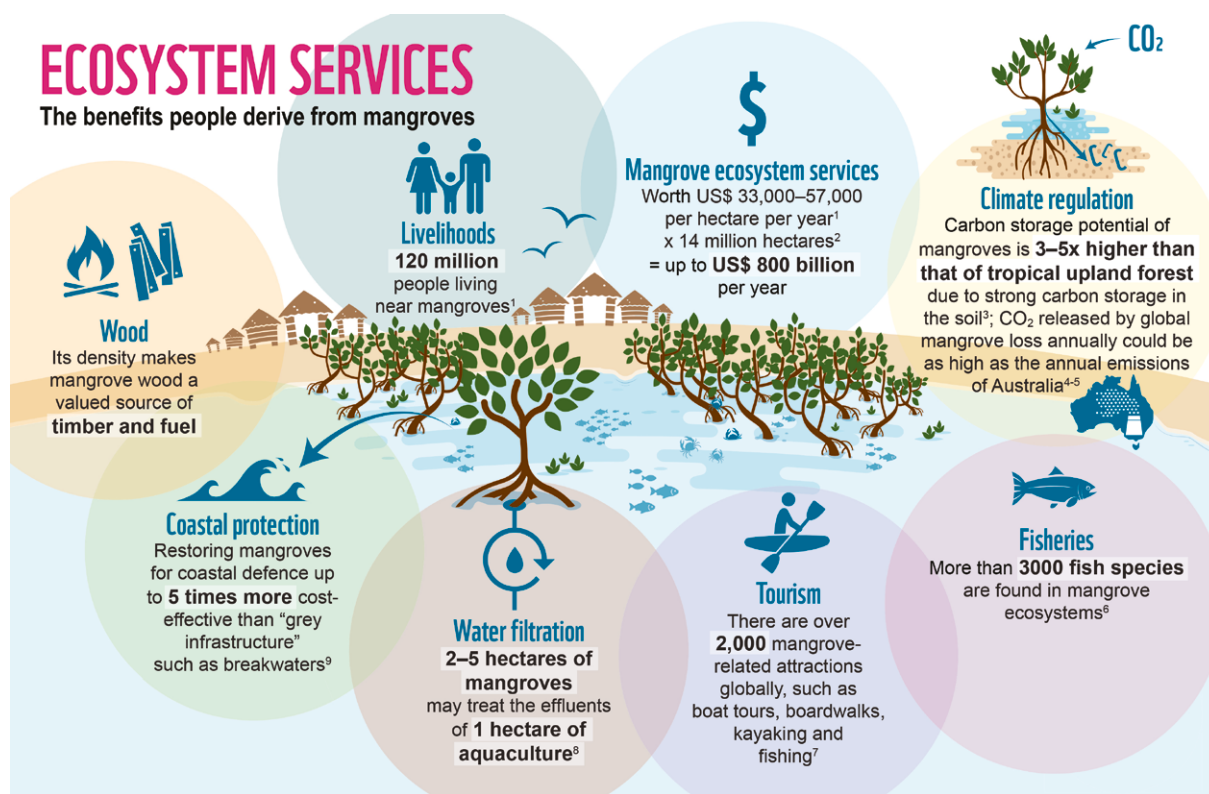 ECOSYSTEM SERVICES
The benefits people derive from mangroves
Livelihoods
120 million
people living
near mangroves¹
Mangrove ecosystem services
Worth US$ 33,000–57,000
per hectare per year¹
x 14 million hectares²
= up to US$ 800 billion
per year
CO₂
C C C
Climate regulation
Carbon storage potential of
mangroves is 3–5x higher than
that of tropical upland forest
due to strong carbon storage in
the soil³; CO₂ released by global
mangrove loss annually could be
as high as the annual emissions
of Australia⁴⁻⁵
Wood
Its density makes
mangrove wood a
valued source of
timber and fuel
Coastal protection
Restoring mangroves
for coastal defence up
to 5 times more cost-
effective than “grey
infrastructure”
such as breakwaters⁹
Water filtration
2–5 hectares of
mangroves
may treat the effluents
of 1 hectare of
aquaculture⁸
Tourism
There are over
2,000 mangrove-
related attractions
globally, such as
boat tours, boardwalks,
kayaking and
fishing⁷
Fisheries
More than 3000 fish species
are found in mangrove
ecosystems⁶